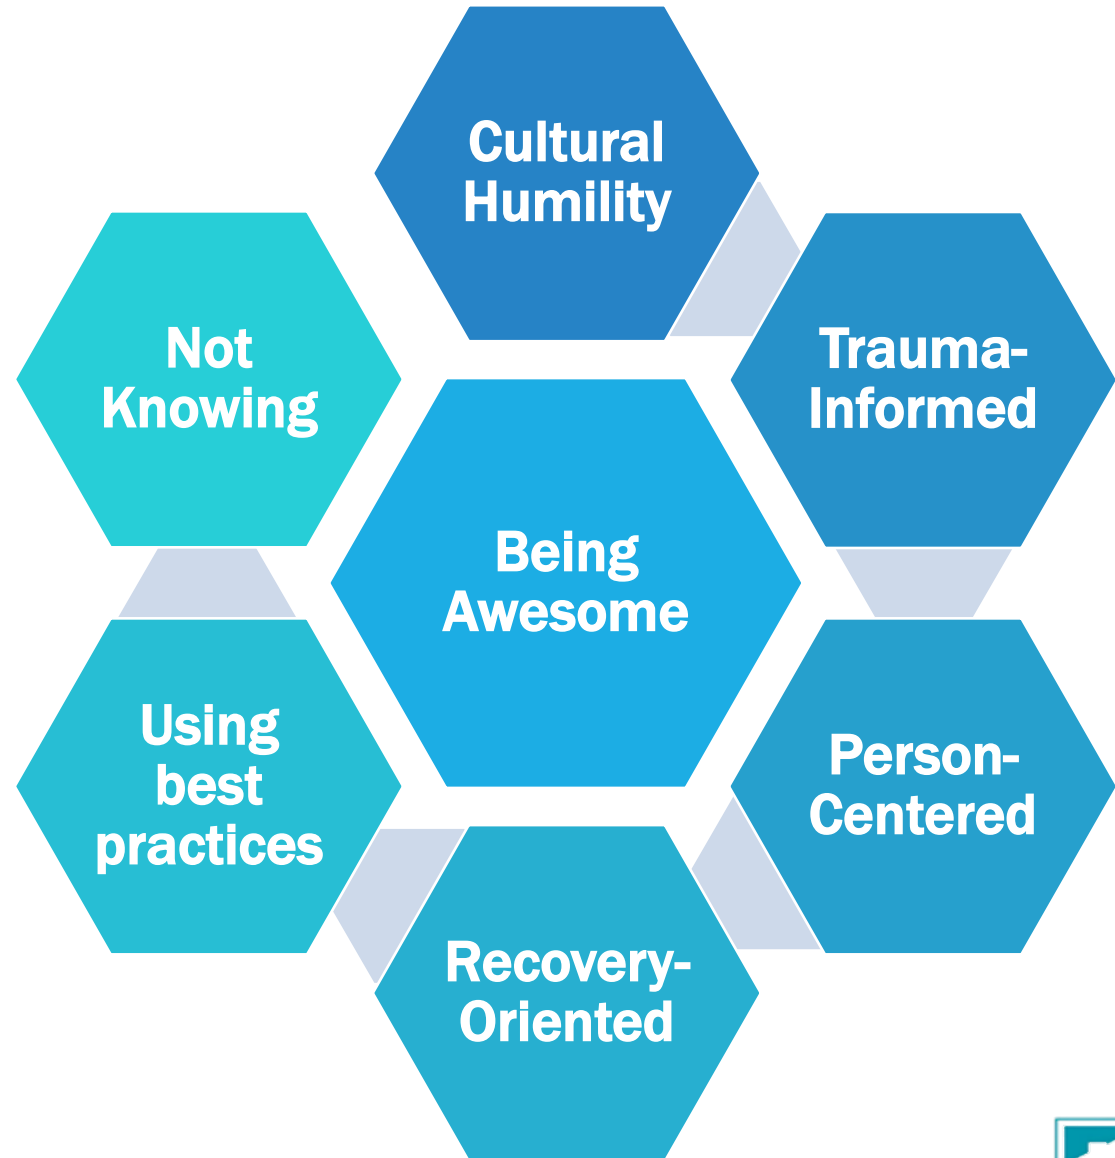 Cultural
Humility
Trauma-
Informed
Person-
Centered
Recovery-
Oriented
Using
best
practices
Not
Knowing
Being
Awesome